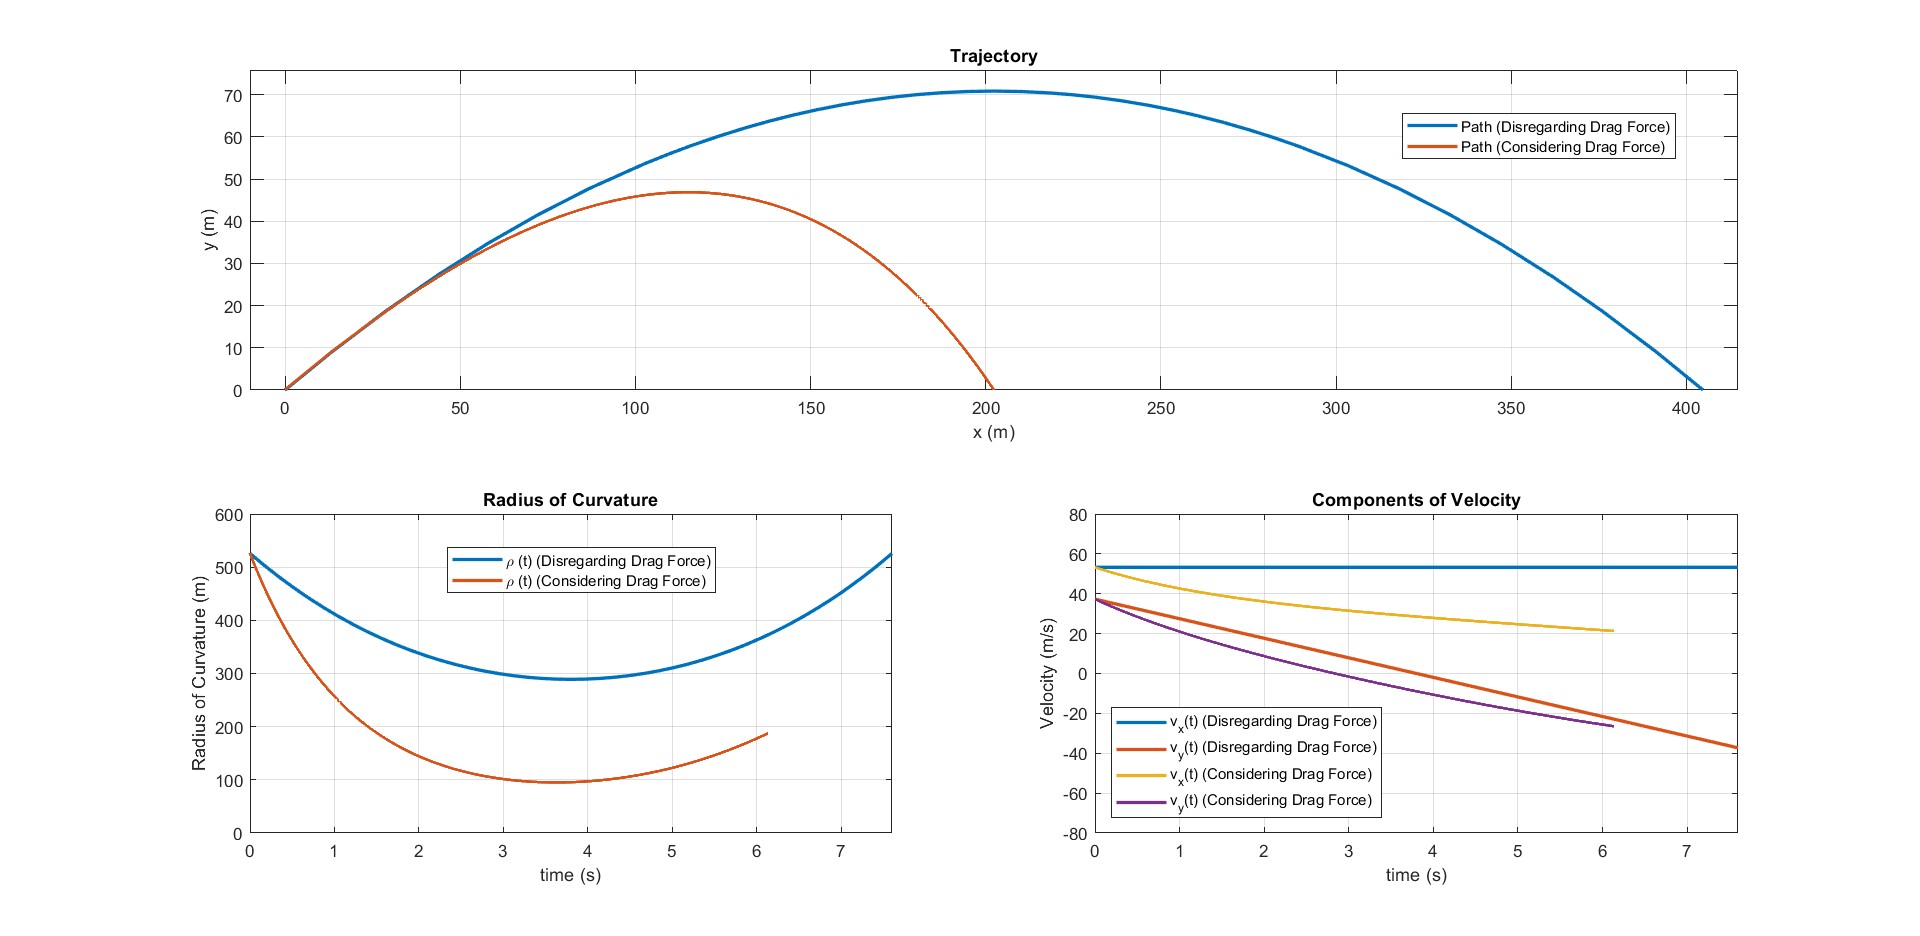 Trajectory
70
60
50
40
30
20
10
0
y (m)
0 50 100 150 200 250 300 350 400
x (m)
Path (Disregarding Drag Force)
Path (Considering Drag Force)
Radius of Curvature
600
500
400
300
200
100
0
Radius of Curvature (m)
0 1 2 3 4 5 6 7
time (s)
ρ (t) (Disregarding Drag Force)
ρ (t) (Considering Drag Force)
Components of Velocity
80
60
40
20
0
-20
-40
-60
-80
Velocity (m/s)
0 1 2 3 4 5 6 7
time (s)
vx(t) (Disregarding Drag Force)
vy(t) (Disregarding Drag Force)
vx(t) (Considering Drag Force)
vy(t) (Considering Drag Force)